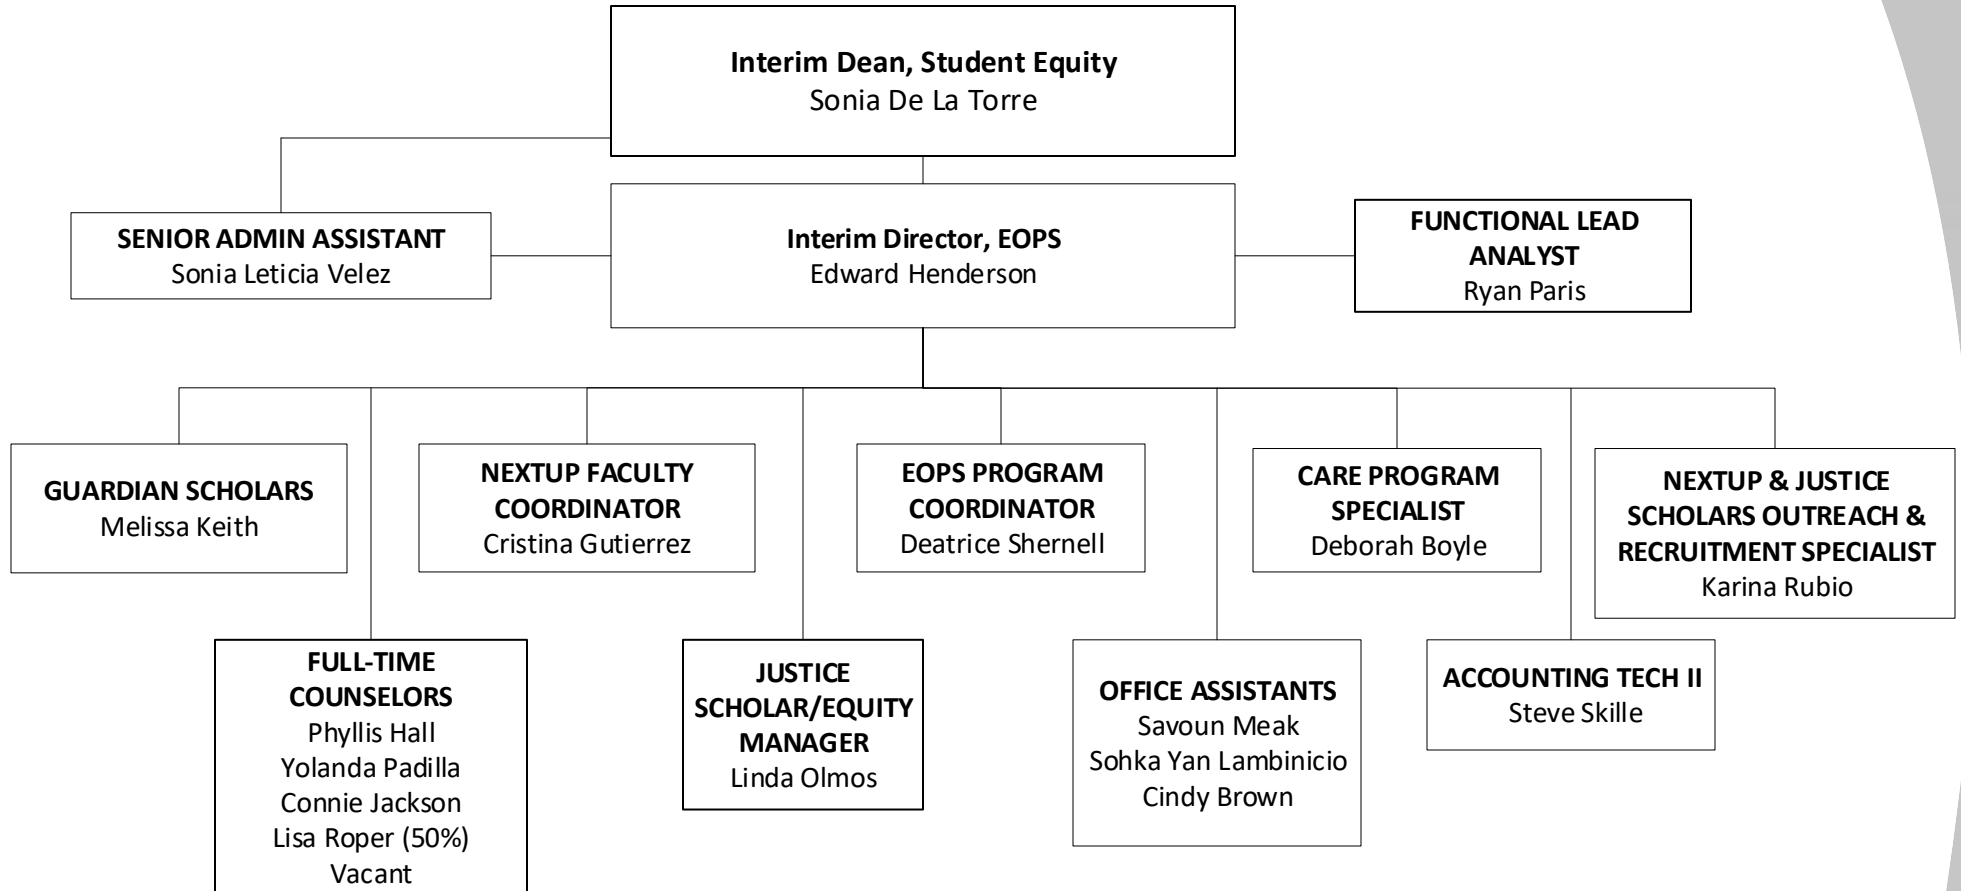 Interim Dean, Student Equity
Sonia De La Torre
SENIOR ADMIN ASSISTANT
Sonia Leticia Velez
Interim Director, EOPS
Edward Henderson
FUNCTIONAL LEAD
ANALYST
Ryan Paris
GUARDIAN SCHOLARS
Melissa Keith
NEXTUP FACULTY
COORDINATOR
Cristina Gutierrez
EOPS PROGRAM
COORDINATOR
Deatrice Shernell
CARE PROGRAM
SPECIALIST
Deborah Boyle
NEXTUP & JUSTICE
SCHOLARS OUTREACH &
RECRUITMENT SPECIALIST
Karina Rubio
FULL-TIME
COUNSELORS
Phyllis Hall
Yolanda Padilla
Connie Jackson
Lisa Roper (50%)
Vacant
JUSTICE
SCHOLAR/EQUITY
MANAGER
Linda Olmos
OFFICE ASSISTANTS
Savoun Meak
Sohka Yan Lambinicio
Cindy Brown
ACCOUNTING TECH II
Steve Skille